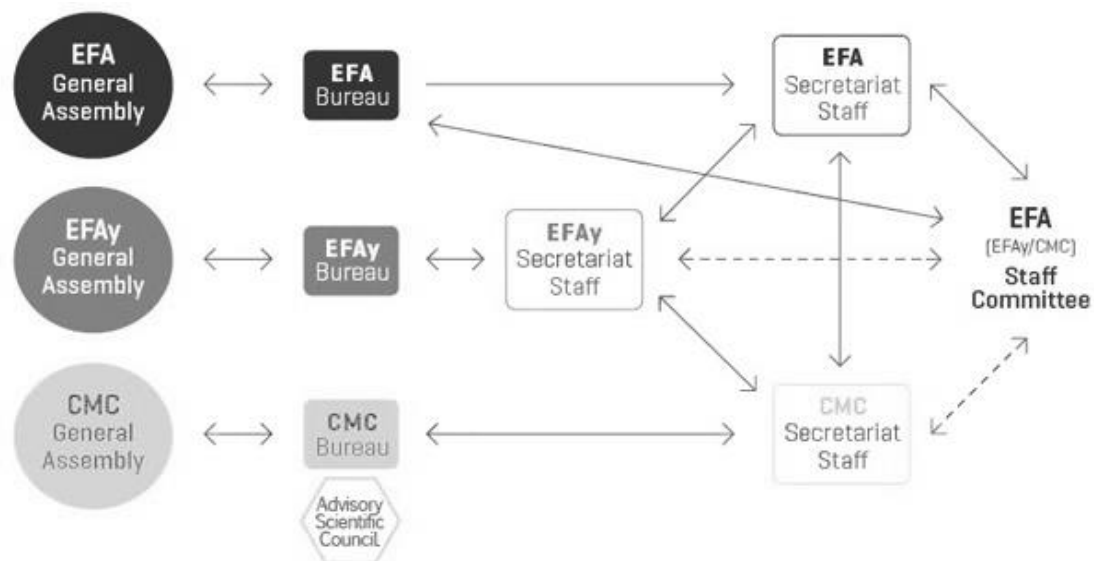 EFA
General
Assembly
EFA
Bureau
EFA
Secretariat
Staff
EFAy
General
Assembly
EFAy
Bureau
EFAy
Secretariat
Staff
EFA
(EFAy/CMC)
Staff
Committee
CMC
General
Assembly
CMC
Bureau
CMC
Secretariat
Staff
Advisory
Scientific
Council